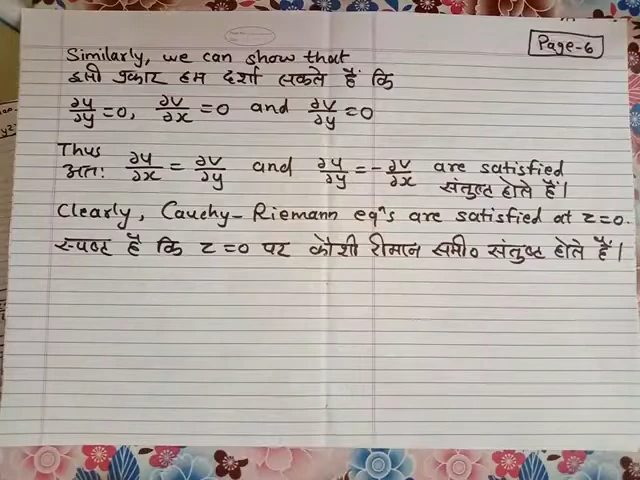 Page-6
Similarly, we can show that
इसी प्रकार हम दर्शा सकते हैं कि
∂u/∂y = 0, ∂v/∂x = 0 and ∂v/∂y = 0
Thus ∂u/∂x = ∂v/∂y and ∂u/∂y = -∂v/∂x are satisfied
अतः संतुष्ट होते हैं।
Clearly, Cauchy-Riemann eqⁿs are satisfied at z=0.
स्पष्ट है कि z=0 पर कोशी रीमान समी० संतुष्ट होते हैं।